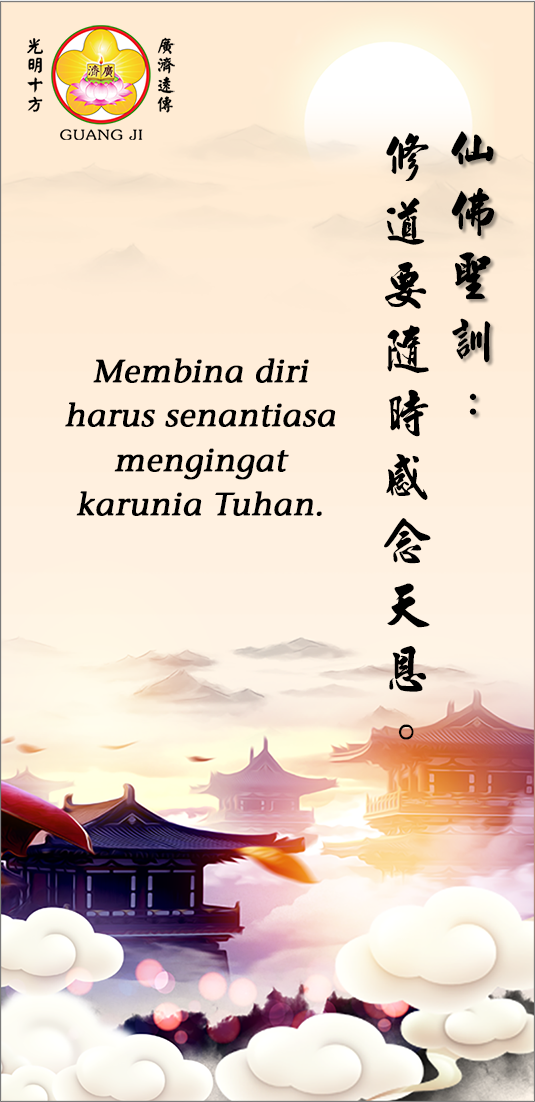 光明十方
廣濟
廣濟遠傳
GUANG JI
仙佛聖訓：
修道要隨時感念天恩。
Membina diri
harus senantiasa
mengingat
karunia Tuhan.